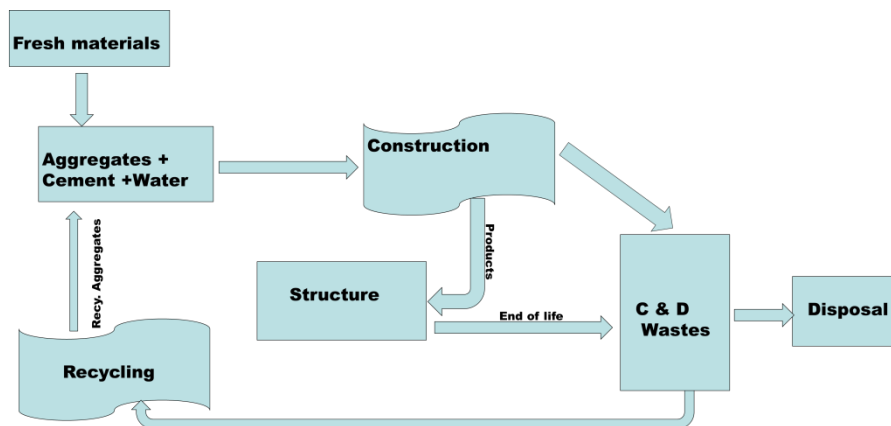 Fresh materials
Aggregates +
Cement +Water
Construction
Recy. Aggregates
Products
Structure
End of life
C & D
Wastes
Disposal
Recycling